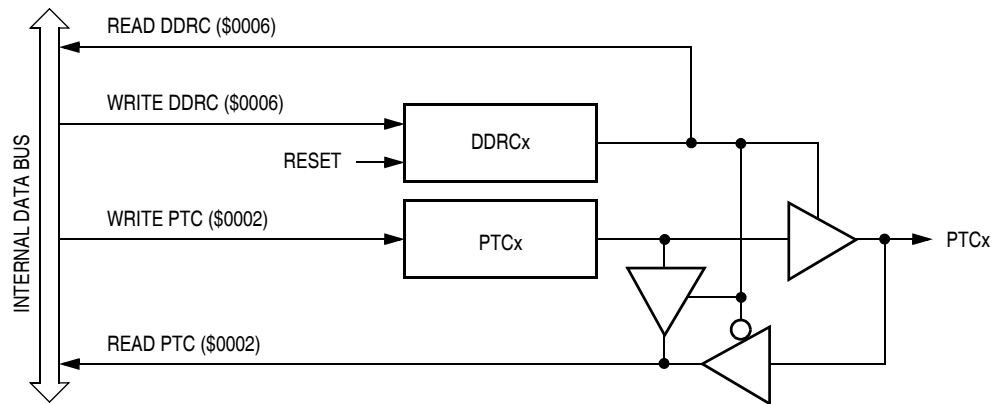 READ DDRC ($0006)
WRITE DDRC ($0006)
DDRCx
RESET
WRITE PTC ($0002)
PTCx
PTCx
INTERNAL DATA BUS
READ PTC ($0002)